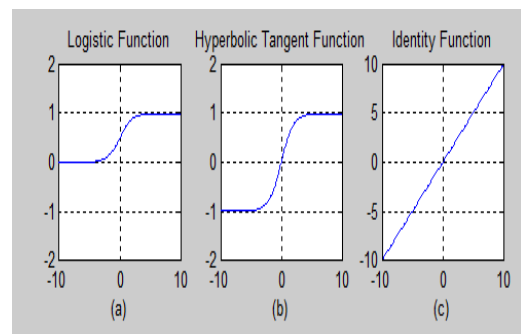 Logistic Function
Hyperbolic Tangent Function
Identity Function
2
1
0
-1
-2
-10 0 10
(a)
2
1
0
-1
-2
-10 0 10
(b)
10
5
0
-5
-10
-10 0 10
(c)